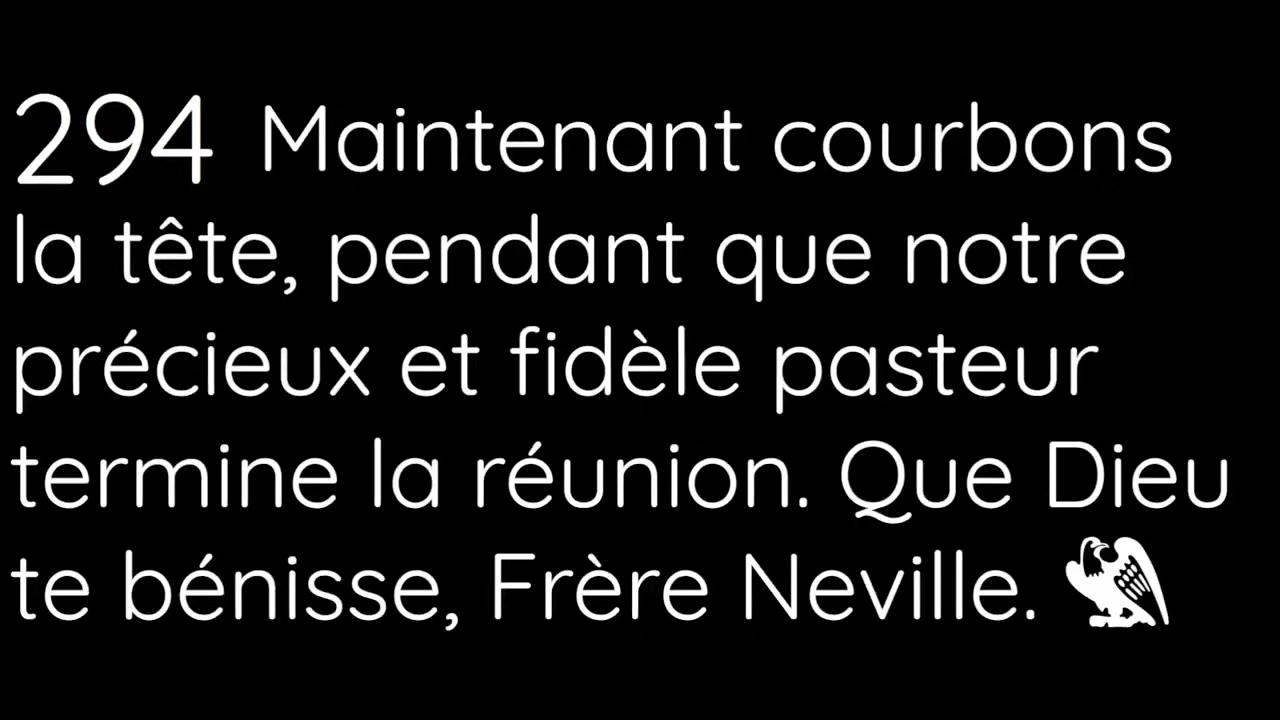 294 Maintenant courbons
la tête, pendant que notre
précieux et fidèle pasteur
termine la réunion. Que Dieu
te bénisse, Frère Neville.